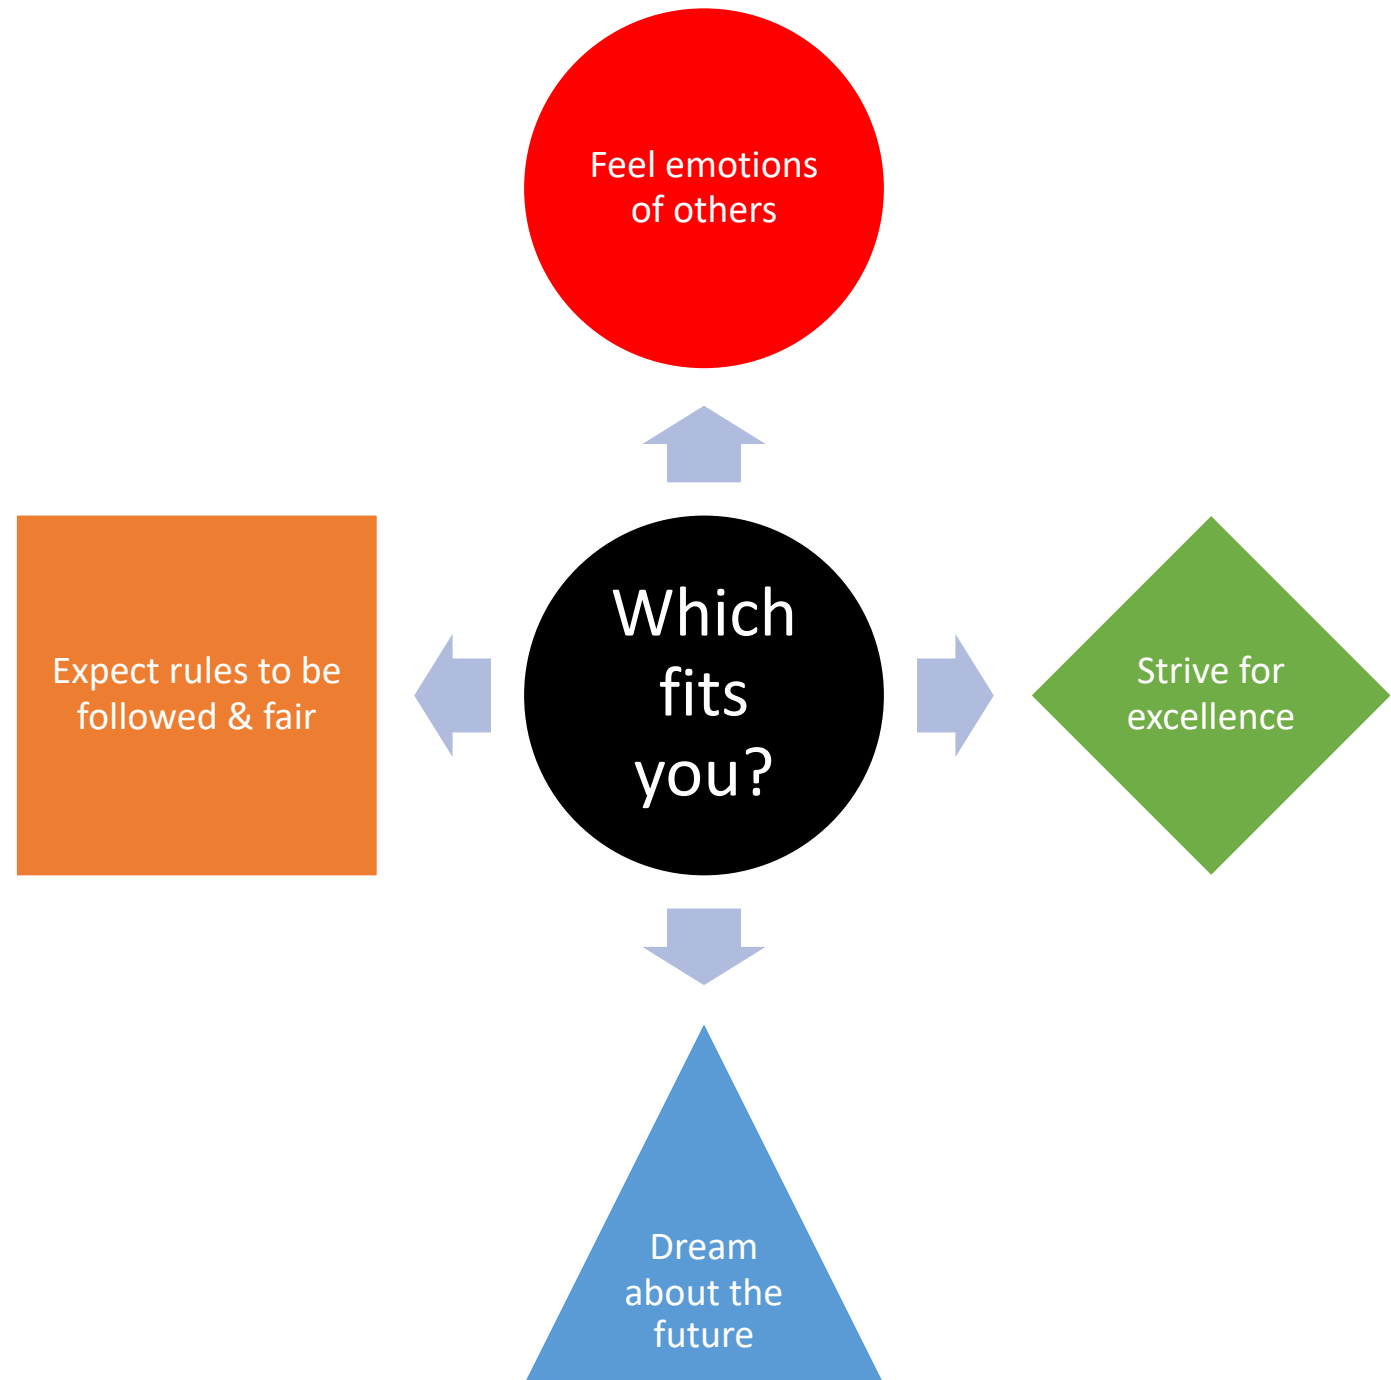 Feel emotions
of others
Expect rules to be
followed & fair
Which
fits
you?
Strive for
excellence
Dream
about the
future